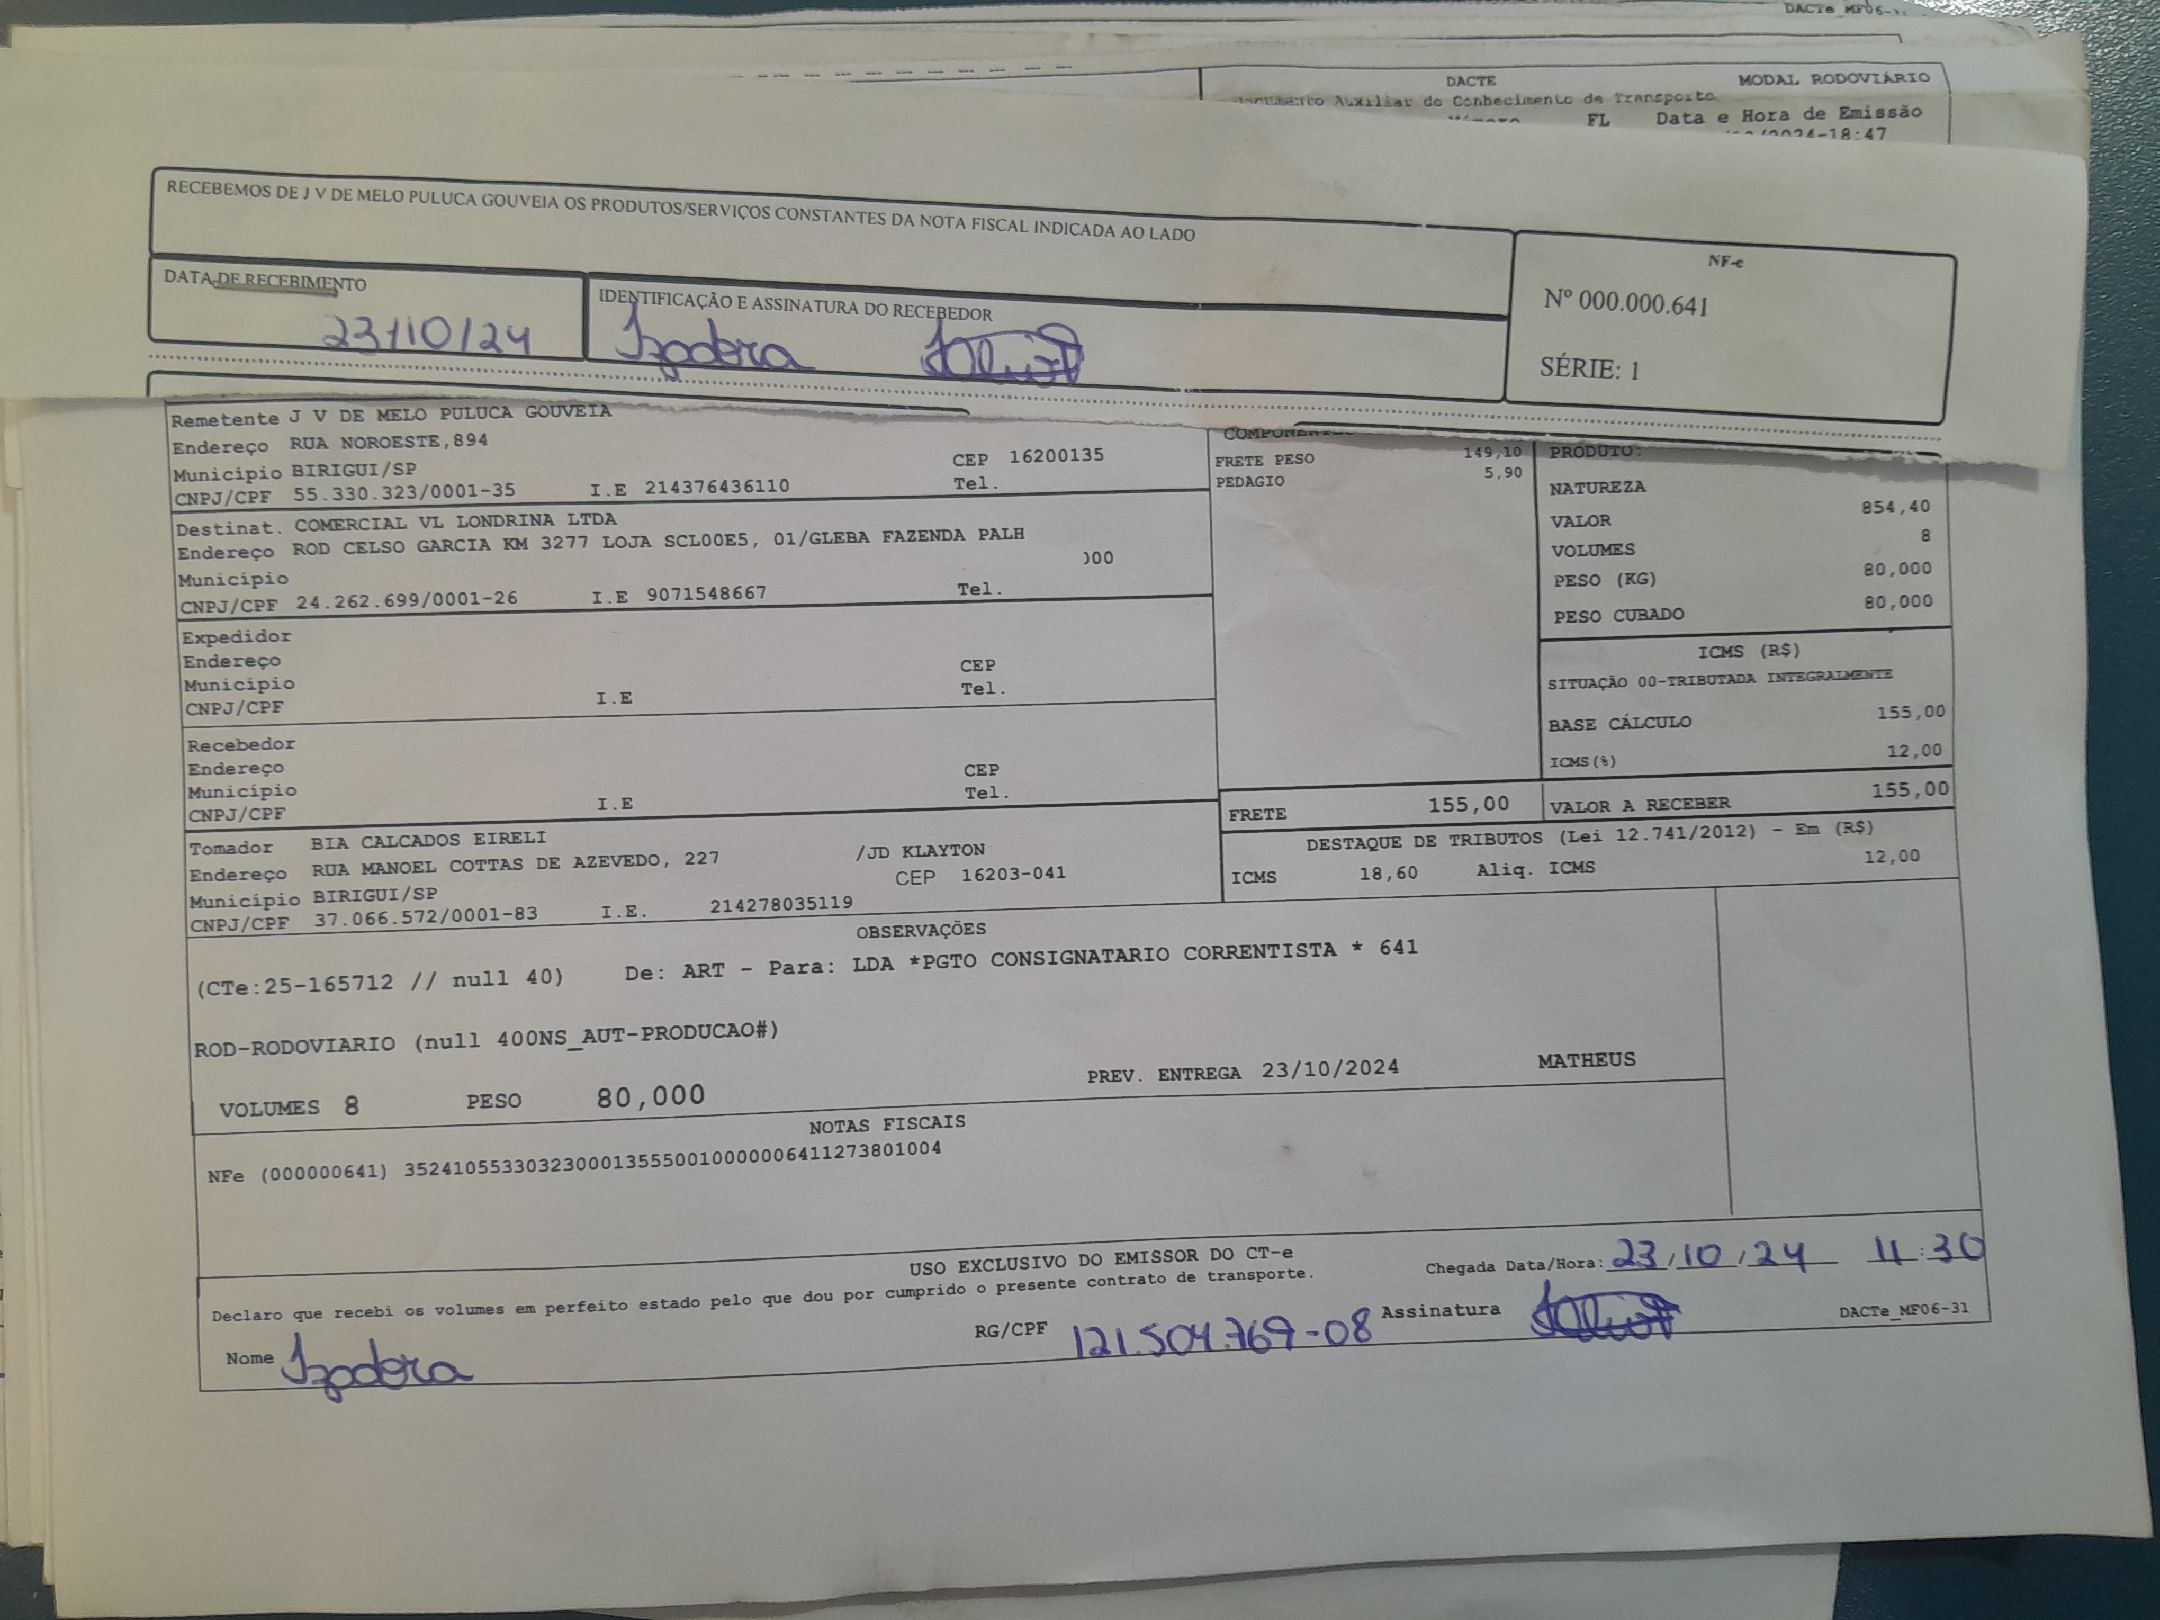 DACTe_MF06-
DACTE MODAL RODOVIÁRIO
Auxiliar do Conhecimento de Transporto
FL Data e Hora de Emissão
/2024-18:47
RECEBEMOS DE J V DE MELO PULUCA GOUVEIA OS PRODUTOS/SERVIÇOS CONSTANTES DA NOTA FISCAL INDICADA AO LADO
DATA DE RECEBIMENTO
23/10/24
IDENTIFICAÇÃO E ASSINATURA DO RECEBEDOR
Izadora
NF-e
Nº 000.000.641
SÉRIE: 1
Remetente J V DE MELO PULUCA GOUVEIA
Endereço RUA NOROESTE,894
Município BIRIGUI/SP CEP 16200135
CNPJ/CPF 55.330.323/0001-35 I.E 214376436110 Tel.
Destinat. COMERCIAL VL LONDRINA LTDA
Endereço ROD CELSO GARCIA KM 3277 LOJA SCL00E5, 01/GLEBA FAZENDA PALH
Município 00
CNPJ/CPF 24.262.699/0001-26 I.E 9071548667 Tel.
Expedidor
Endereço
Município CEP
CNPJ/CPF I.E Tel.
Recebedor
Endereço
Município CEP
CNPJ/CPF I.E Tel.
Tomador BIA CALCADOS EIRELI
Endereço RUA MANOEL COTTAS DE AZEVEDO, 227 /JD KLAYTON
Município BIRIGUI/SP CEP 16203-041
CNPJ/CPF 37.066.572/0001-83 I.E. 214278035119
FRETE PESO 149,10
PEDAGIO 5,90
PRODUTO:
NATUREZA
VALOR 854,40
VOLUMES 8
PESO (KG) 80,000
PESO CUBADO 80,000
ICMS (R$)
SITUAÇÃO 00-TRIBUTADA INTEGRALMENTE
BASE CÁLCULO 155,00
ICMS(%) 12,00
FRETE 155,00 VALOR A RECEBER 155,00
DESTAQUE DE TRIBUTOS (Lei 12.741/2012) - Em (R$)
ICMS 18,60 Aliq. ICMS 12,00
OBSERVAÇÕES
(CTe:25-165712 // null 40) De: ART - Para: LDA *PGTO CONSIGNATARIO CORRENTISTA * 641
ROD-RODOVIARIO (null 400NS_AUT-PRODUCAO#)
VOLUMES 8 PESO 80,000 PREV. ENTREGA 23/10/2024 MATHEUS
NOTAS FISCAIS
NFe (000000641) 35241055330323000135550010000006411273801004
USO EXCLUSIVO DO EMISSOR DO CT-e
Declaro que recebi os volumes em perfeito estado pelo que dou por cumprido o presente contrato de transporte.
Chegada Data/Hora: 23/10/24 11:30
Nome Izadora RG/CPF 121.504.769-08 Assinatura
DACTe_MF06-31